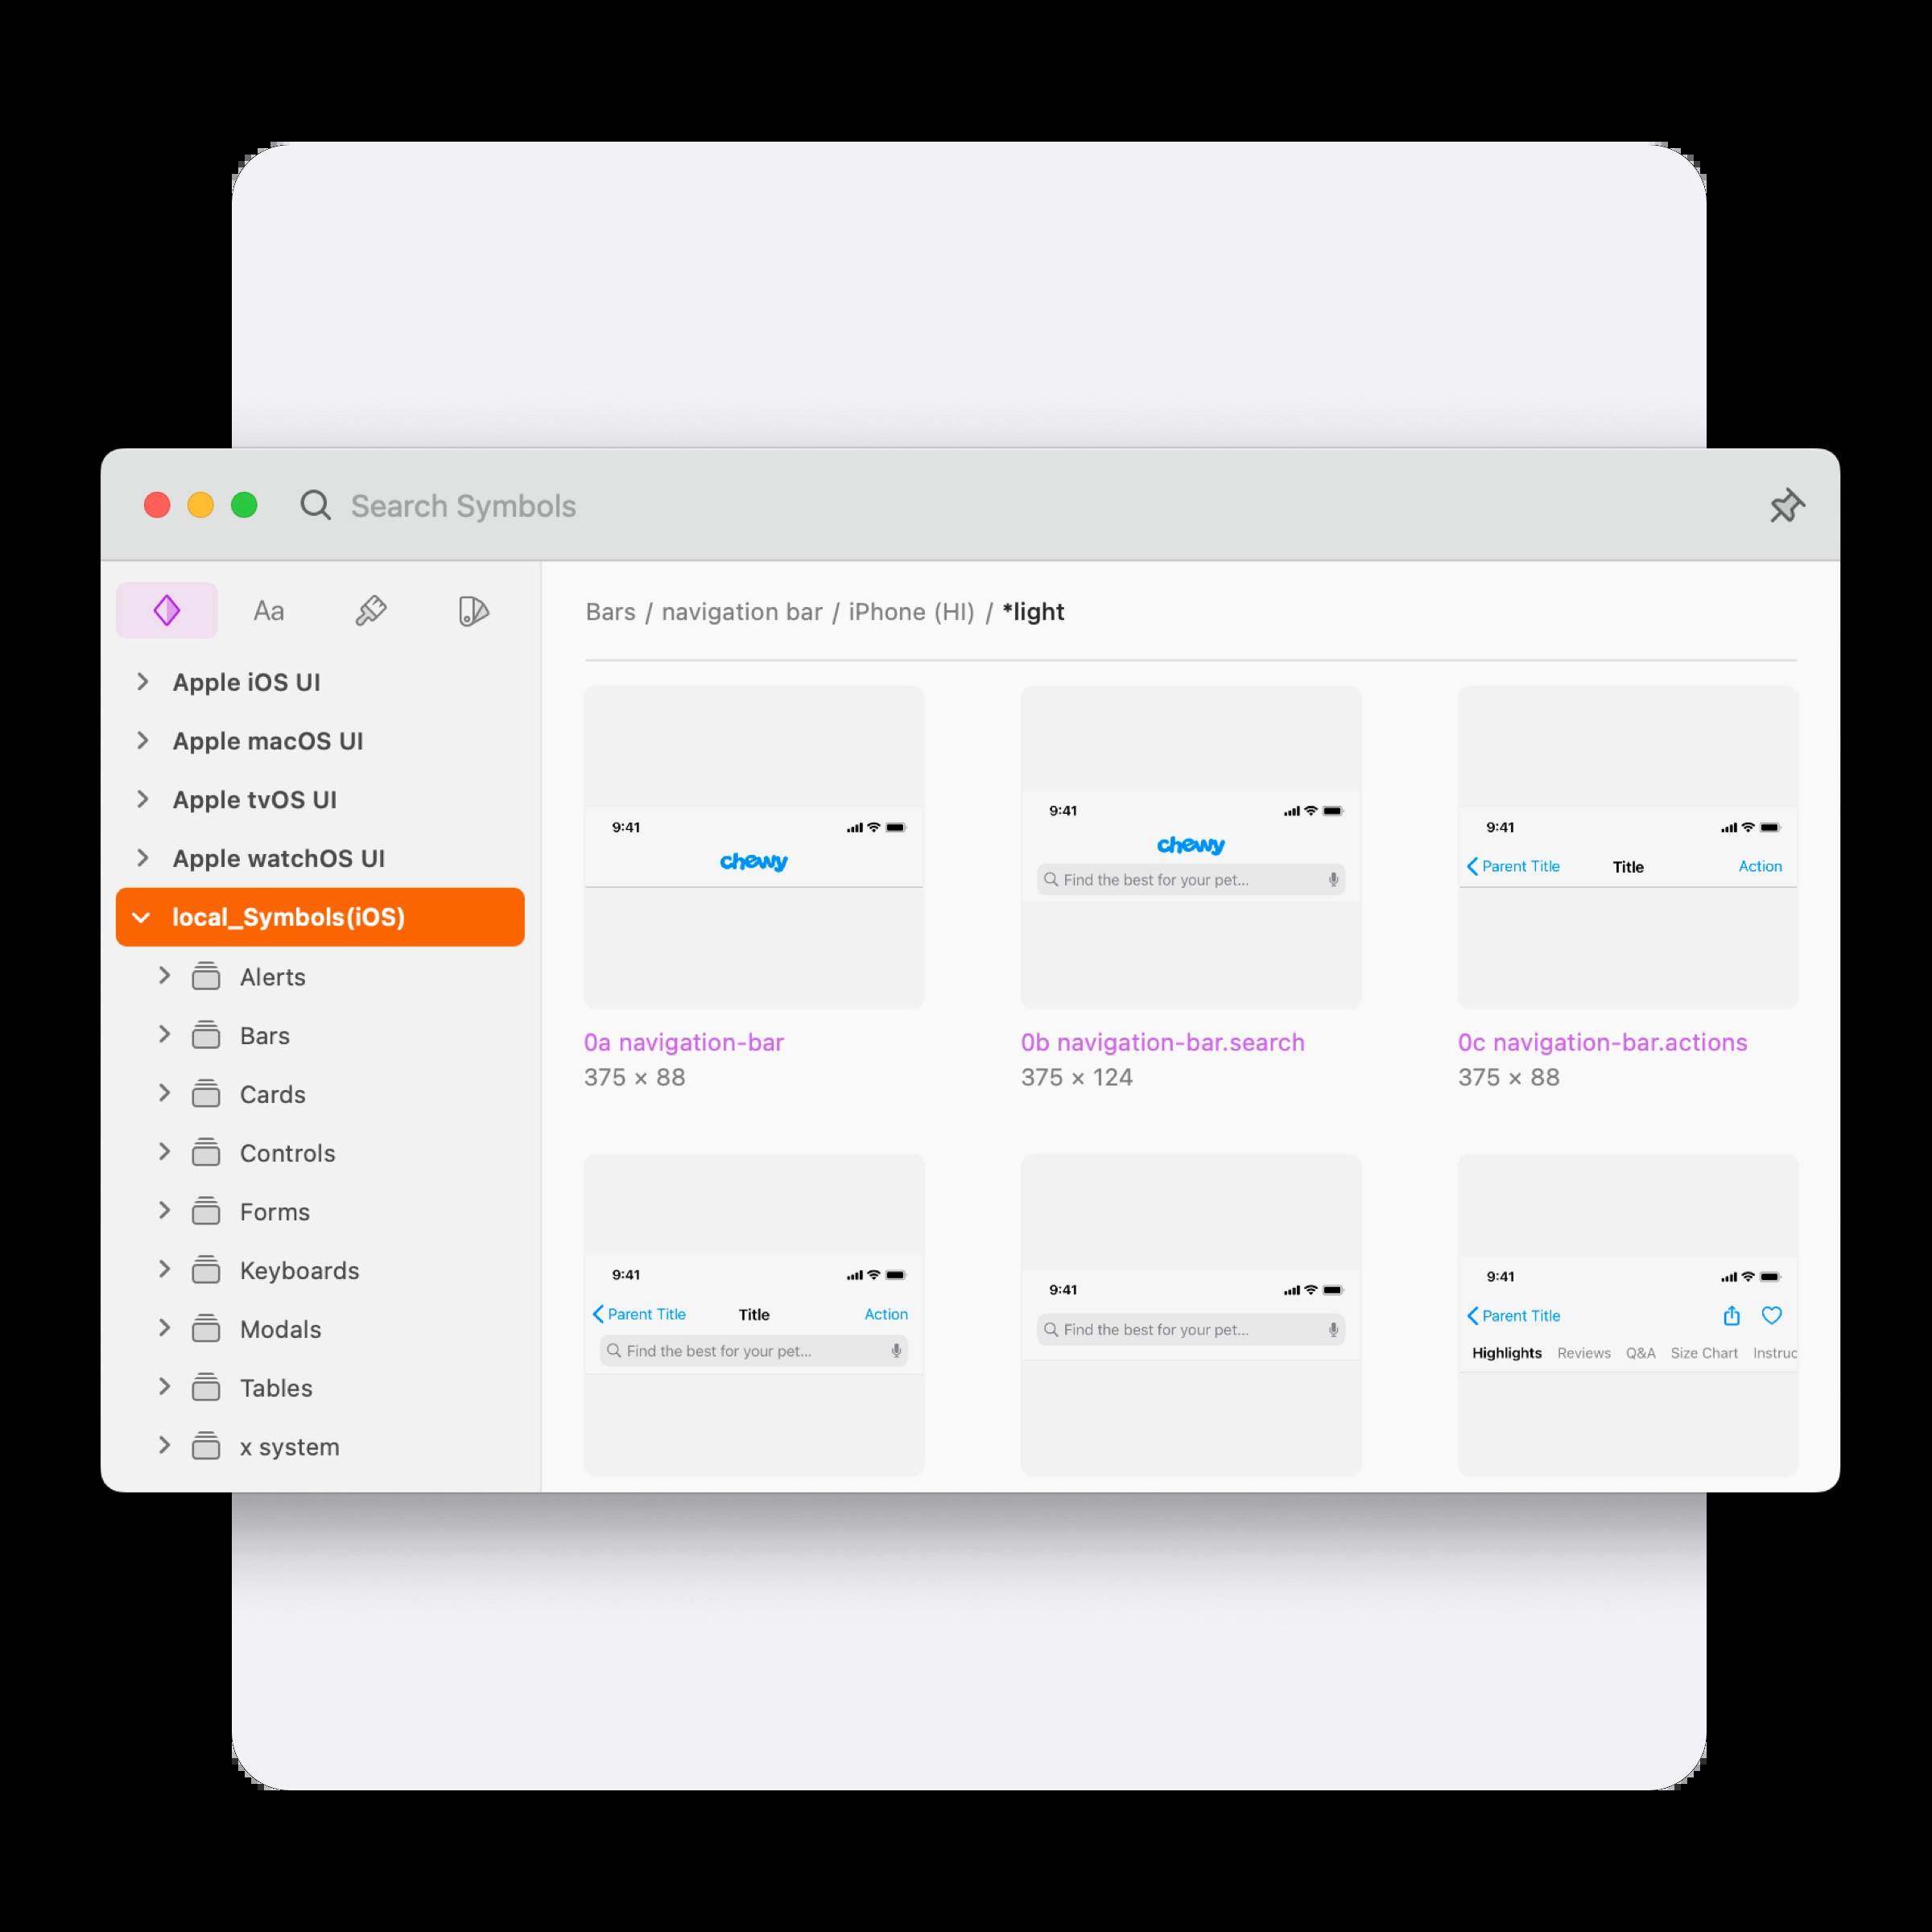 Search Symbols
Aa
Apple iOS UI
Apple macOS UI
Apple tvOS UI
Apple watchOS UI
local_Symbols(iOS)
Alerts
Bars
Cards
Controls
Forms
Keyboards
Modals
Tables
x system
Bars / navigation bar / iPhone (HI) / *light
9:41
chewy
0a navigation-bar
375 × 88
9:41
chewy
Find the best for your pet...
0b navigation-bar.search
375 × 124
9:41
Parent Title Title Action
0c navigation-bar.actions
375 × 88
9:41
Parent Title Title Action
Find the best for your pet...
9:41
Find the best for your pet...
9:41
Parent Title
Highlights Reviews Q&A Size Chart Instruc